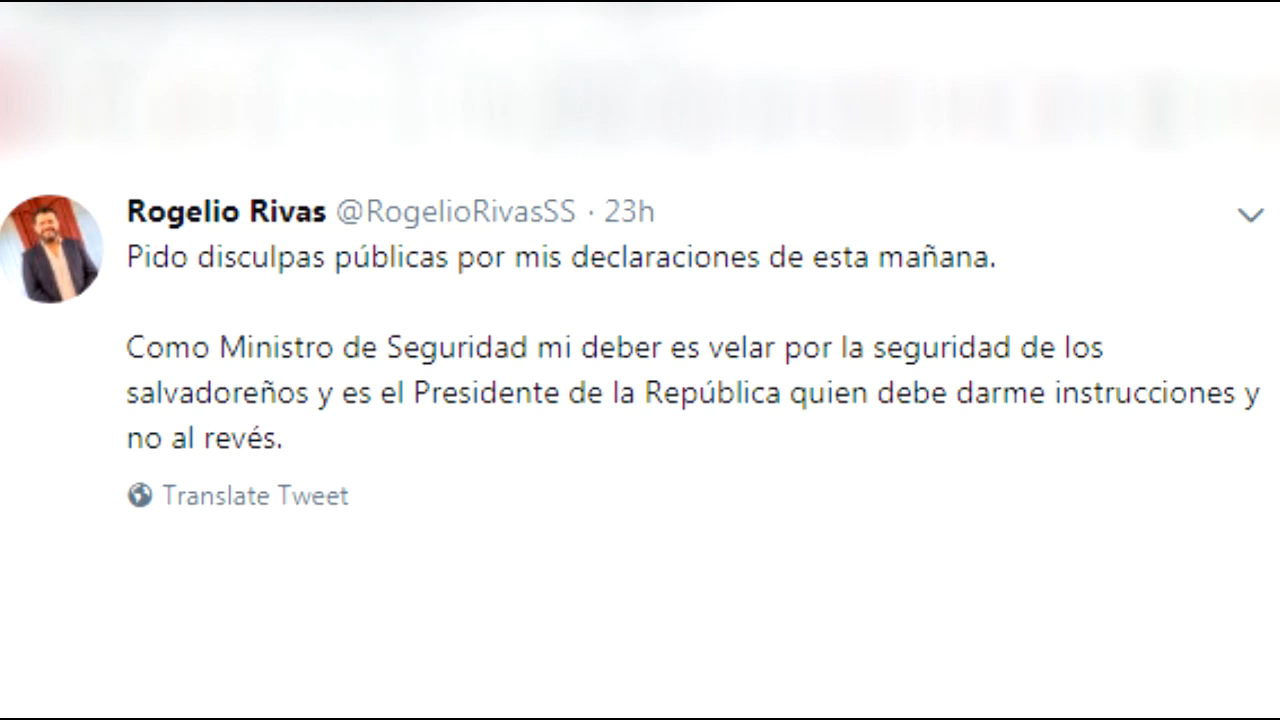 Rogelio Rivas @RogelioRivasSS · 23h
Pido disculpas públicas por mis declaraciones de esta mañana.
Como Ministro de Seguridad mi deber es velar por la seguridad de los
salvadoreños y es el Presidente de la República quien debe darme instrucciones y
no al revés.
Translate Tweet